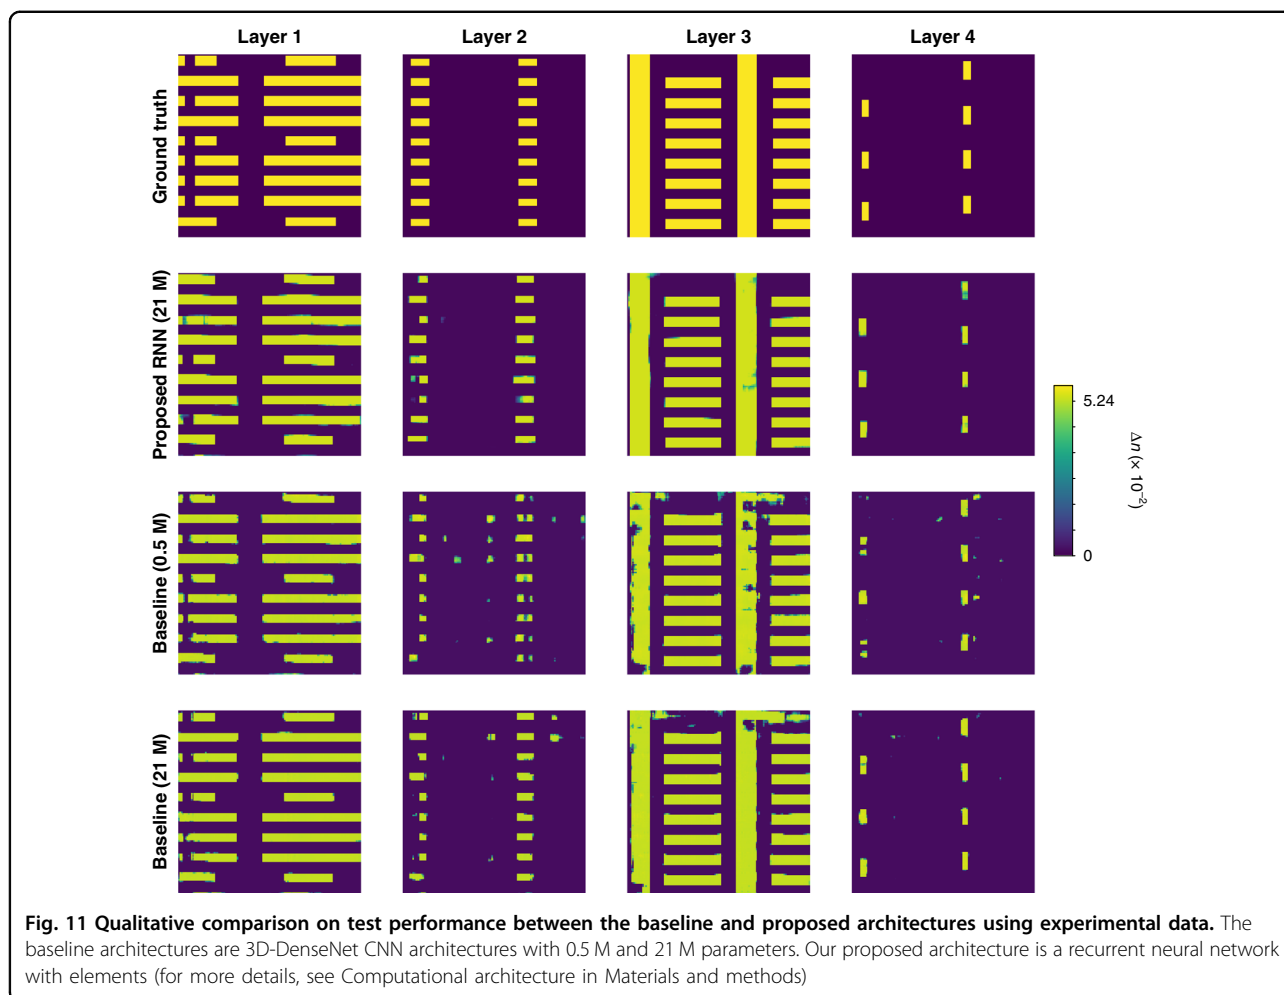 Layer 1
Layer 2
Layer 3
Layer 4
Ground truth
Proposed RNN (21 M)
Baseline (0.5 M)
Baseline (21 M)
5.24
0
Δn (× 10⁻²)
Fig. 11 Qualitative comparison on test performance between the baseline and proposed architectures using experimental data. The
baseline architectures are 3D-DenseNet CNN architectures with 0.5 M and 21 M parameters. Our proposed architecture is a recurrent neural network
with elements (for more details, see Computational architecture in Materials and methods)